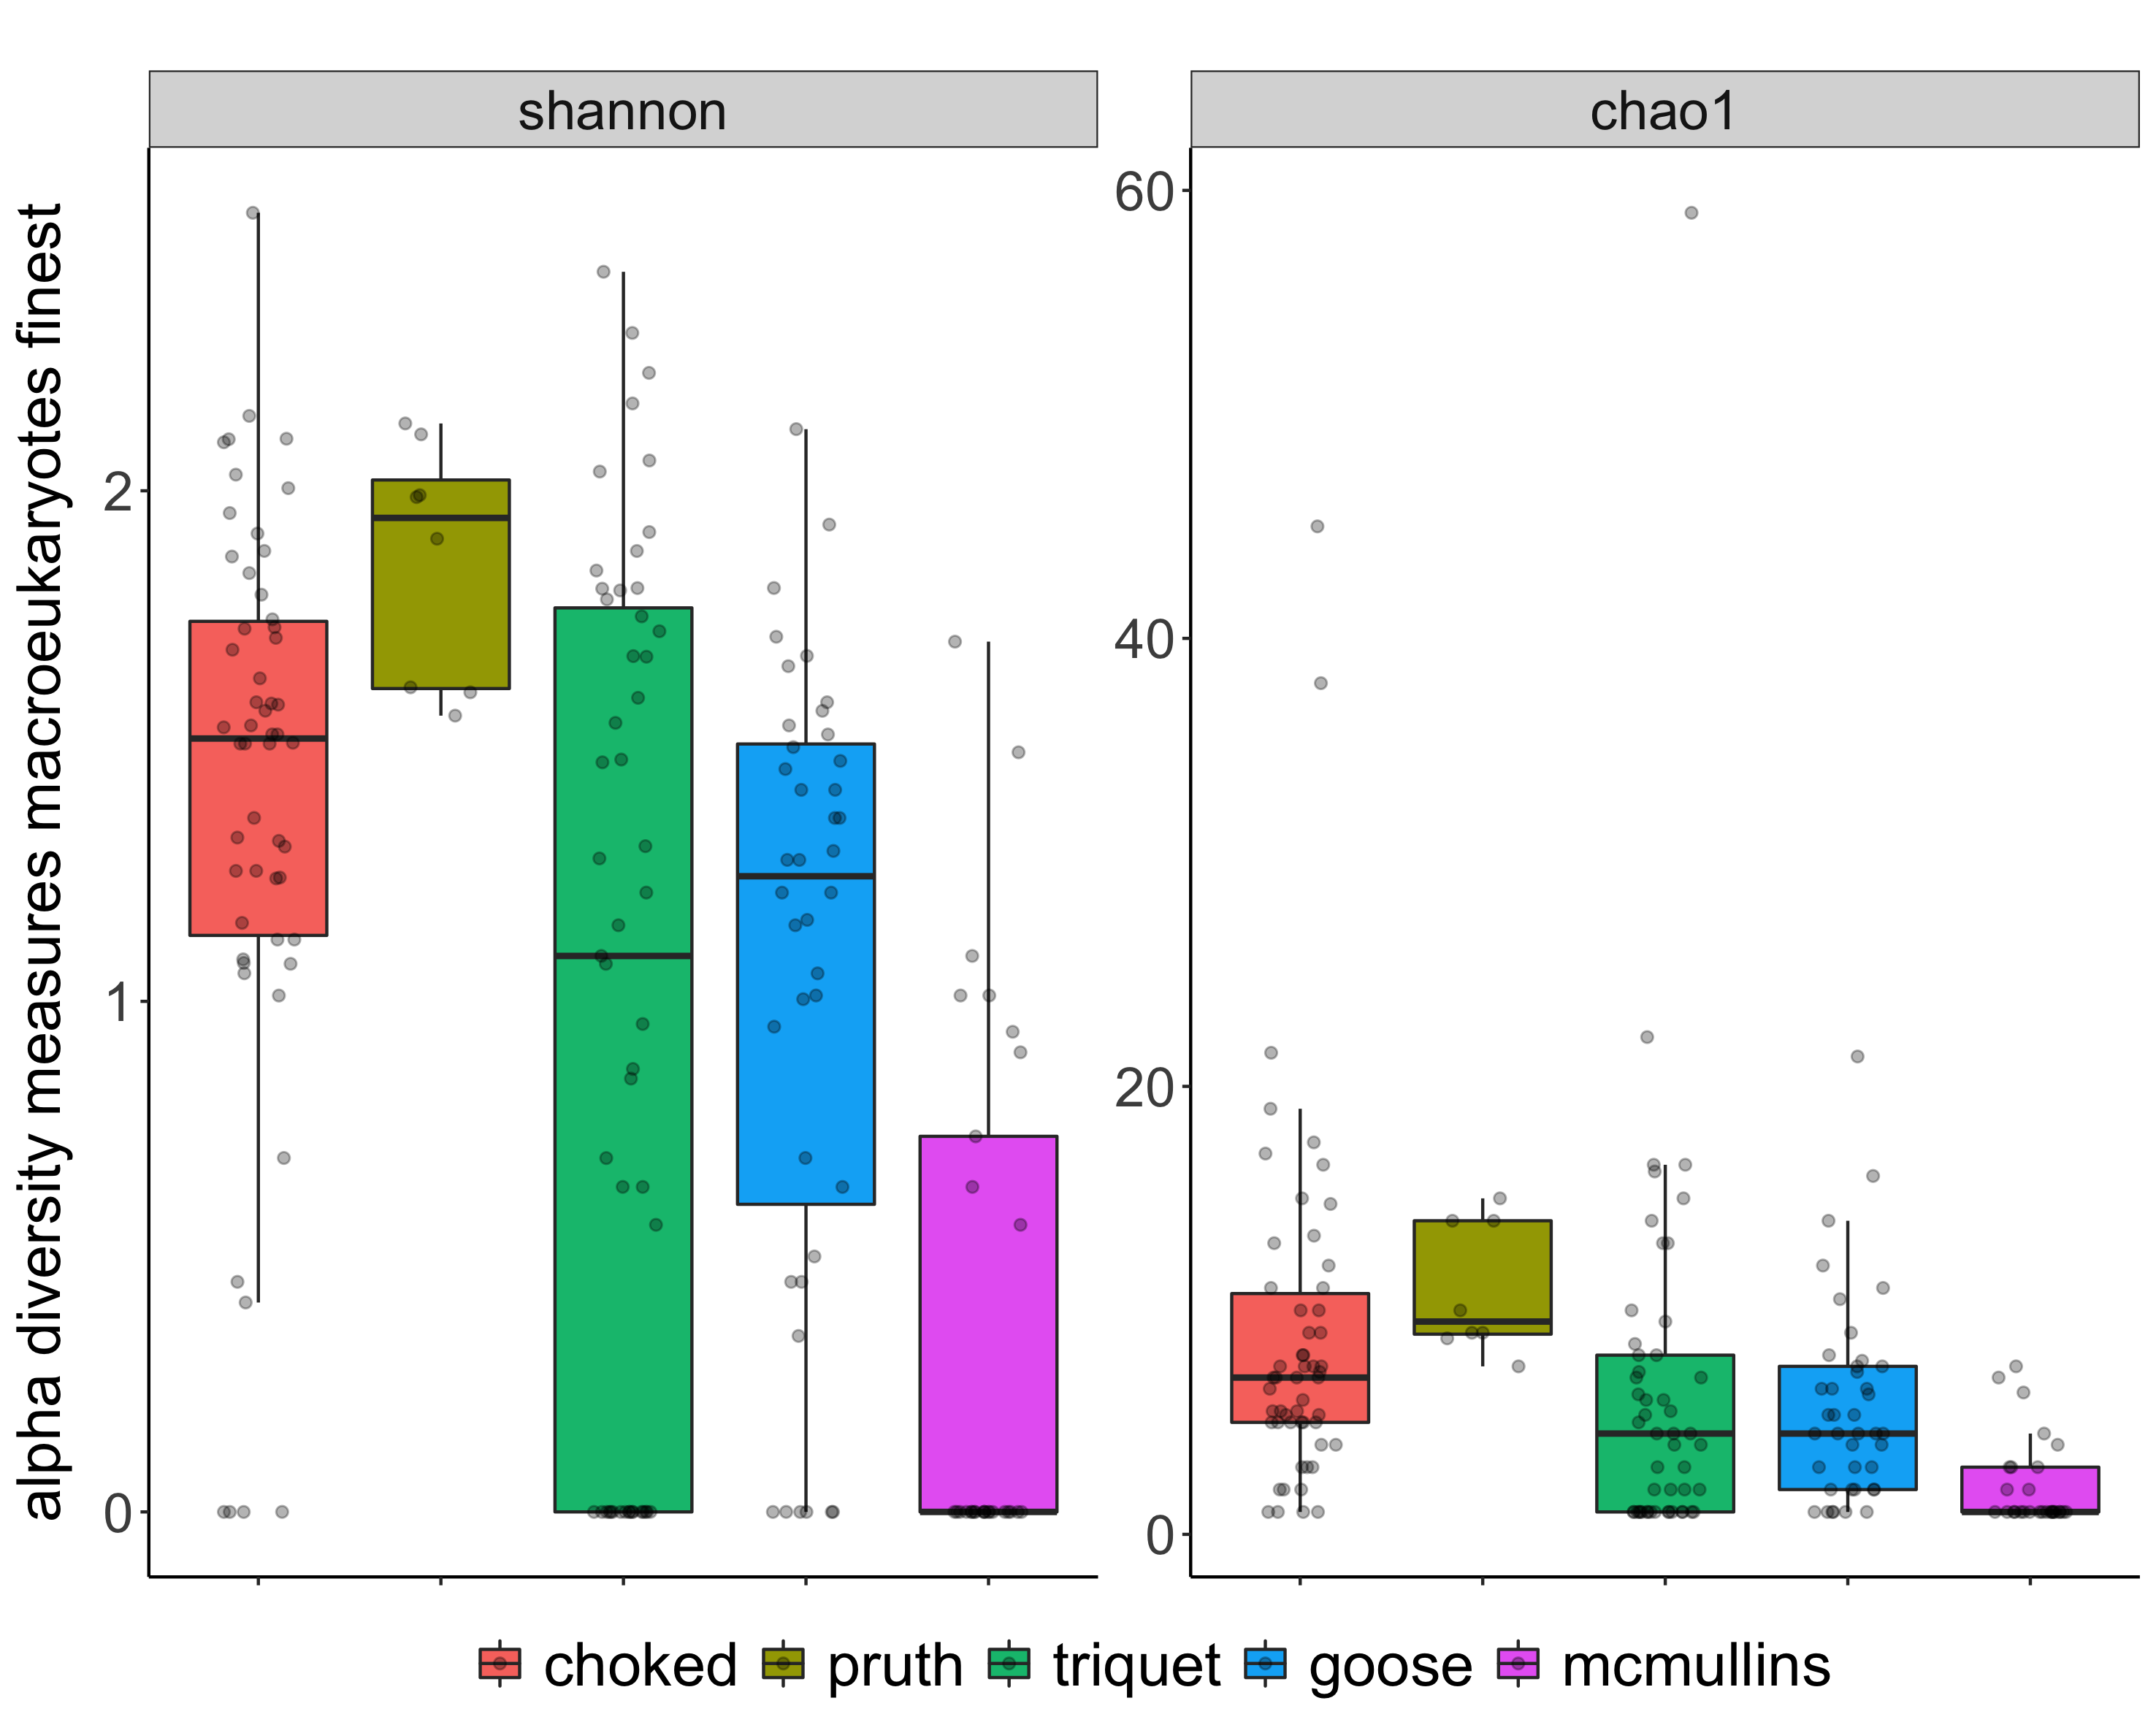 shannon
chao1
alpha diversity measures macroeukaryotes finest
2
1
0
60
40
20
0
choked pruth triquet goose mcmullins